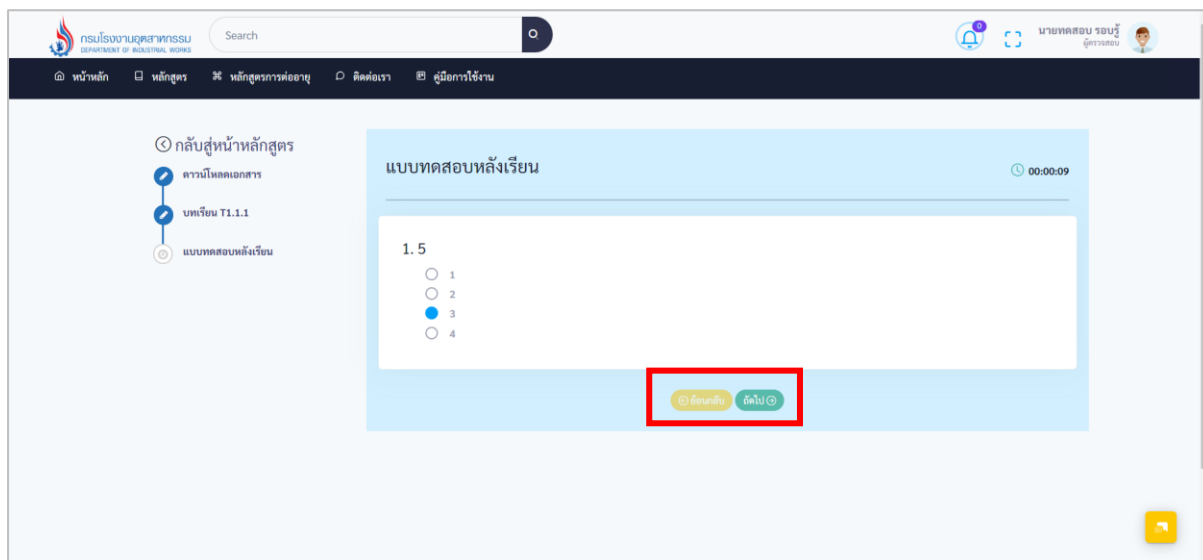 กรมโรงงานอุตสาหกรรม
DEPARTMENT OF INDUSTRIAL WORKS
Search
0
นายทดสอบ รอบรู้
ผู้ตรวจสอบ
หน้าหลัก หลักสูตร หลักสูตรการต่ออายุ ติดต่อเรา คู่มือการใช้งาน
กลับสู่หน้าหลักสูตร
ดาวน์โหลดเอกสาร
บทเรียน T1.1.1
แบบทดสอบหลังเรียน
แบบทดสอบหลังเรียน
00:00:09
1. 5
1
2
3
4
ย้อนกลับ ถัดไป